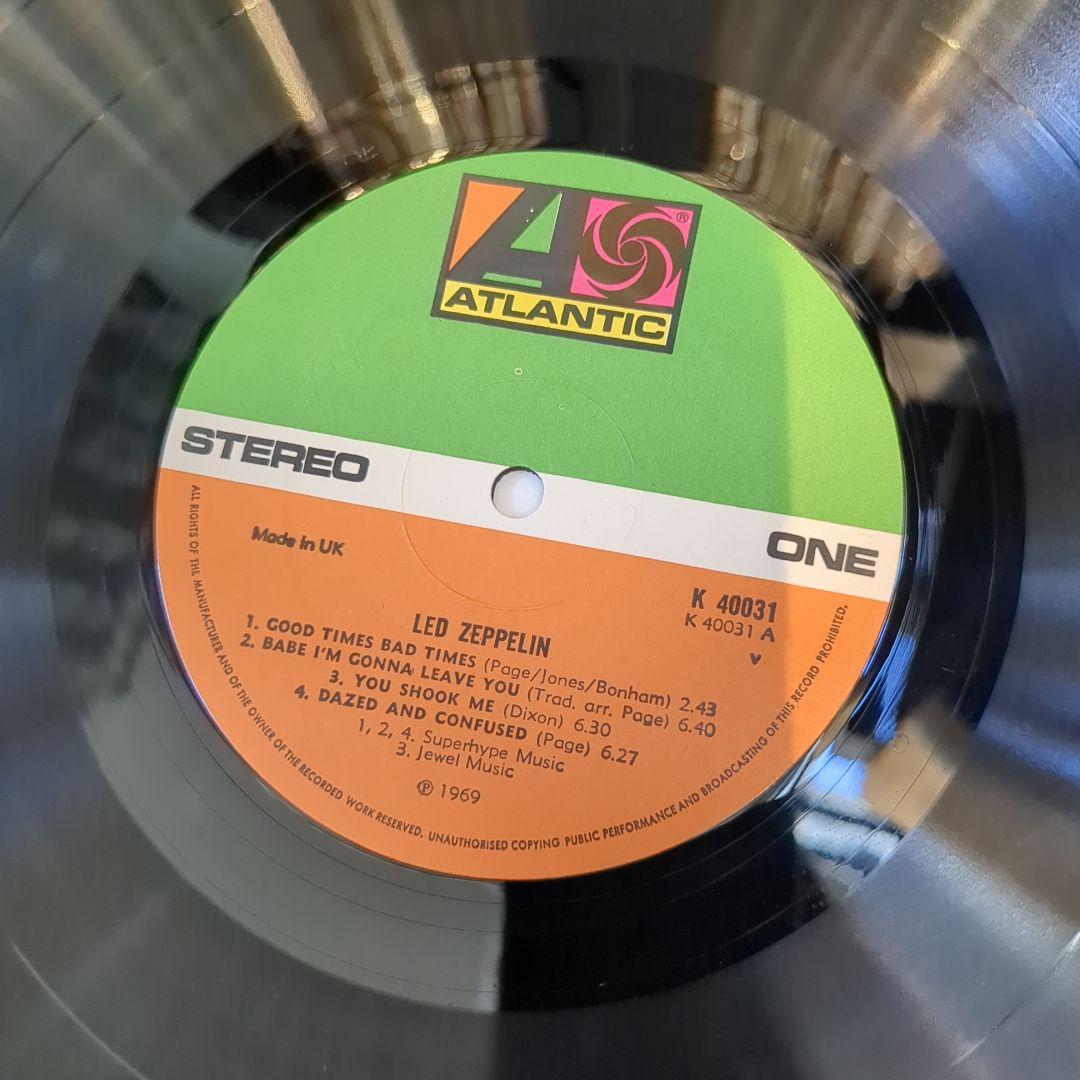 A
®
ATLANTIC
STEREO
ONE
Made in UK
K 40031
K 40031 A
LED ZEPPELIN
1. GOOD TIMES BAD TIMES (Page/Jones/Bonham) 2.43
2. BABE I'M GONNA LEAVE YOU (Trad. arr. Page) 6.40
3. YOU SHOOK ME (Dixon) 6.30
4. DAZED AND CONFUSED (Page) 6.27
1, 2, 4. Superhype Music
3. Jewel Music
℗ 1969
ALL RIGHTS OF THE MANUFACTURER AND OF THE OWNER OF THE RECORDED WORK RESERVED. UNAUTHORISED COPYING PUBLIC PERFORMANCE AND BROADCASTING OF THIS RECORD PROHIBITED.